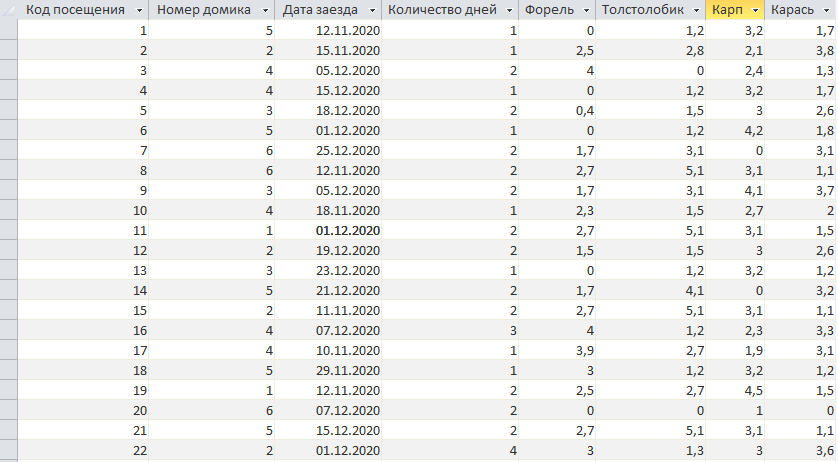 Код посещения Номер домика Дата заезда Количество дней Форель Толстолобик Карп Карась
1 5 12.11.2020 1 0 1,2 3,2 1,7
2 2 15.11.2020 1 2,5 2,8 2,1 3,8
3 4 05.12.2020 2 4 0 2,4 1,3
4 4 15.12.2020 1 0 1,2 3,2 1,7
5 3 18.12.2020 2 0,4 1,5 3 2,6
6 5 01.12.2020 1 0 1,2 4,2 1,8
7 6 25.12.2020 2 1,7 3,1 0 3,1
8 6 12.11.2020 2 2,7 5,1 3,1 1,1
9 3 05.12.2020 2 1,7 3,1 4,1 3,7
10 4 18.11.2020 1 2,3 1,5 2,7 2
11 1 01.12.2020 2 2,7 5,1 3,1 1,5
12 2 19.12.2020 2 1,5 1,5 3 2,6
13 3 23.12.2020 1 0 1,2 3,2 1,2
14 5 21.12.2020 2 1,7 4,1 0 3,2
15 2 11.11.2020 2 2,7 5,1 3,1 1,1
16 4 07.12.2020 3 4 1,2 2,3 3,3
17 4 10.11.2020 1 3,9 2,7 1,9 3,1
18 5 29.11.2020 1 3 1,2 3,2 1,2
19 1 12.11.2020 2 2,5 2,7 4,5 1,5
20 6 07.12.2020 2 0 0 1 0
21 5 15.12.2020 2 2,7 5,1 3,1 1,1
22 2 01.12.2020 4 3 1,3 3 3,6